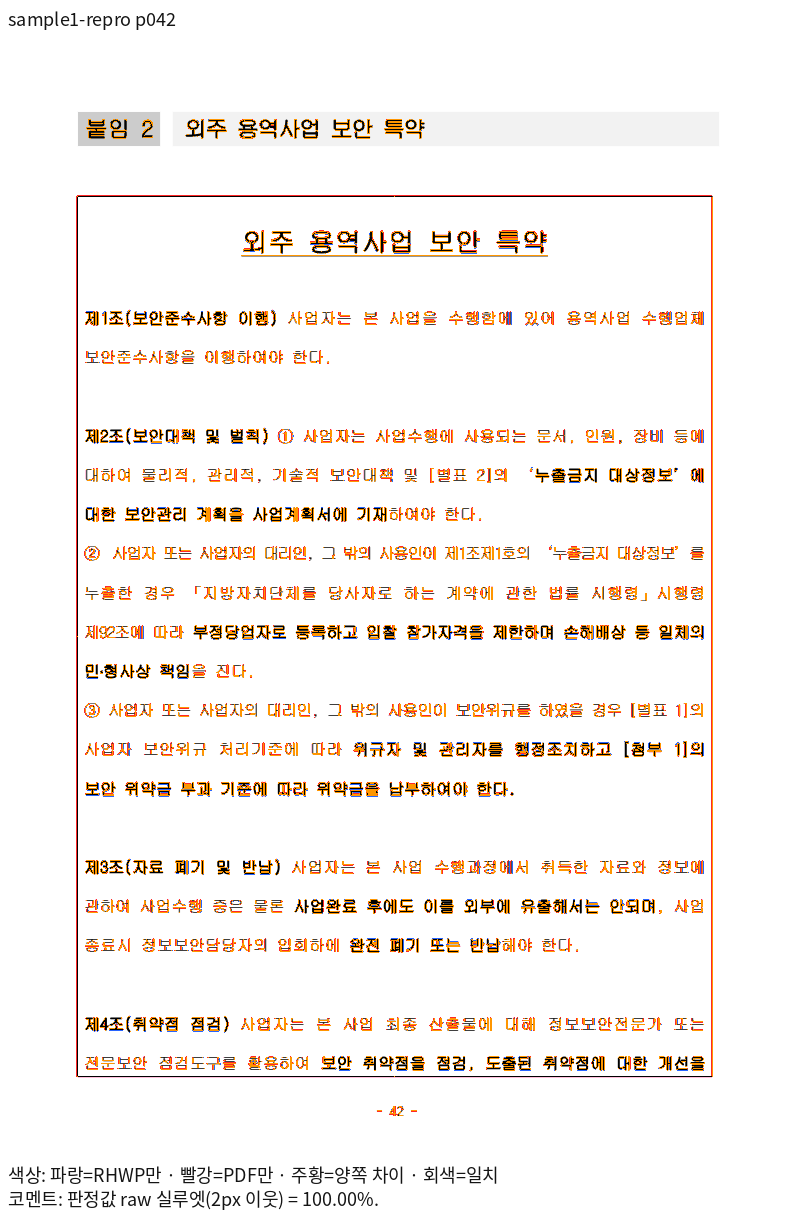 sample1-repro p042
붙임 2 외주 용역사업 보안 특약
외주 용역사업 보안 특약
제1조(보안준수사항 이행) 사업자는 본 사업을 수행함에 있어 용역사업 수행업체
보안준수사항을 이행하여야 한다.
제2조(보안대책 및 벌칙) ① 사업자는 사업수행에 사용되는 문서, 인원, 장비 등에
대하여 물리적, 관리적, 기술적 보안대책 및 [별표 2]의 ‘누출금지 대상정보’에
대한 보안관리 계획을 사업계획서에 기재하여야 한다.
② 사업자 또는 사업자의 대리인, 그 밖의 사용인이 제1조제1호의 ‘누출금지 대상정보’를
누출한 경우 「지방자치단체를 당사자로 하는 계약에 관한 법률 시행령」시행령
제92조에 따라 부정당업자로 등록하고 입찰 참가자격을 제한하며 손해배상 등 일체의
민·형사상 책임을 진다.
③ 사업자 또는 사업자의 대리인, 그 밖의 사용인이 보안위규를 하였을 경우 [별표 1]의
사업자 보안위규 처리기준에 따라 위규자 및 관리자를 행정조치하고 [첨부 1]의
보안 위약금 부과 기준에 따라 위약금을 납부하여야 한다.
제3조(자료 폐기 및 반납) 사업자는 본 사업 수행과정에서 취득한 자료와 정보에
관하여 사업수행 중은 물론 사업완료 후에도 이를 외부에 유출해서는 안되며, 사업
종료시 정보보안담당자의 입회하에 완전 폐기 또는 반납해야 한다.
제4조(취약점 점검) 사업자는 본 사업 최종 산출물에 대해 정보보안전문가 또는
전문보안 점검도구를 활용하여 보안 취약점을 점검, 도출된 취약점에 대한 개선을
- 42 -
색상: 파랑=RHWP만 · 빨강=PDF만 · 주황=양쪽 차이 · 회색=일치
코멘트: 판정값 raw 실루엣(2px 이웃) = 100.00%.